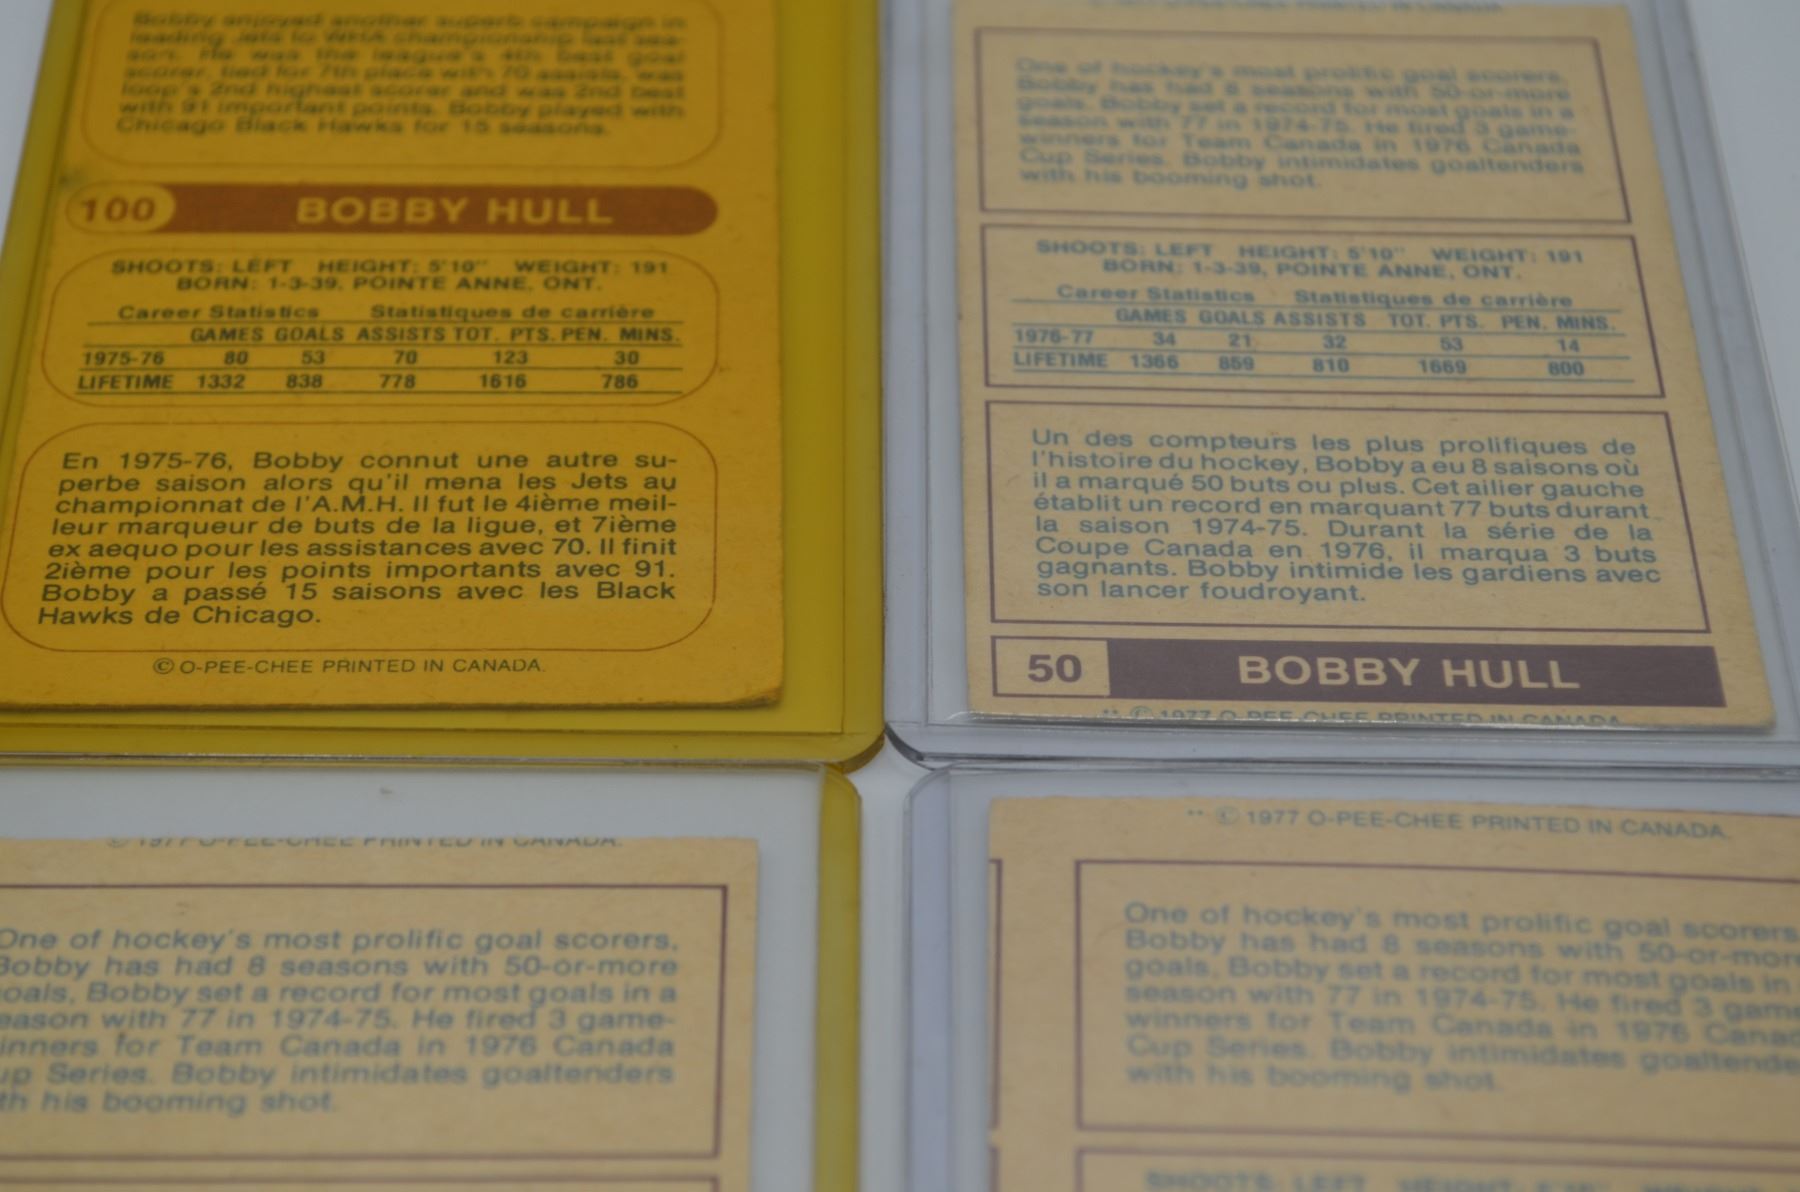 Bobby enjoyed another superb campaign in
leading Jets to WHA championship last sea-
son. He was the league's 4th best goal
scorer, tied for 7th place with 70 assists, was
loop's 2nd highest scorer and was 2nd best
with 91 important points. Bobby played with
Chicago Black Hawks for 15 seasons.
100 BOBBY HULL
SHOOTS: LEFT HEIGHT: 5'10" WEIGHT: 191
BORN: 1-3-39, POINTE ANNE, ONT.
Career Statistics Statistiques de carrière
GAMES GOALS ASSISTS TOT. PTS. PEN. MINS.
1975-76 80 53 70 123 30
LIFETIME 1332 838 778 1616 786
En 1975-76, Bobby connut une autre su-
perbe saison alors qu'il mena les Jets au
championnat de l'A.M.H. Il fut le 4ième meil-
leur marqueur de buts de la ligue, et 7ième
ex aequo pour les assistances avec 70. Il finit
2ième pour les points importants avec 91.
Bobby a passé 15 saisons avec les Black
Hawks de Chicago.
© O-PEE-CHEE PRINTED IN CANADA.
One of hockey's most prolific goal scorers,
Bobby has had 8 seasons with 50-or-more
goals. Bobby set a record for most goals in a
season with 77 in 1974-75. He fired 3 game-
winners for Team Canada in 1976 Canada
Cup Series. Bobby intimidates goaltenders
with his booming shot.
SHOOTS: LEFT HEIGHT: 5'10" WEIGHT: 191
BORN: 1-3-39, POINTE ANNE, ONT.
Career Statistics Statistiques de carrière
GAMES GOALS ASSISTS TOT. PTS. PEN. MINS.
1976-77 34 21 32 53 14
LIFETIME 1366 859 810 1669 800
Un des compteurs les plus prolifiques de
l'histoire du hockey, Bobby a eu 8 saisons où
il a marqué 50 buts ou plus. Cet ailier gauche
établit un record en marquant 77 buts durant
la saison 1974-75. Durant la série de la
Coupe Canada en 1976, il marqua 3 buts
gagnants. Bobby intimide les gardiens avec
son lancer foudroyant.
50 BOBBY HULL
** © 1977 O-PEE-CHEE PRINTED IN CANADA
© 1977 O-PEE-CHEE PRINTED IN CANADA.
One of hockey's most prolific goal scorers,
Bobby has had 8 seasons with 50-or-more
goals, Bobby set a record for most goals in a
eason with 77 in 1974-75. He fired 3 game-
inners for Team Canada in 1976 Canada
up Series. Bobby intimidates goaltenders
th his booming shot.
** © 1977 O-PEE-CHEE PRINTED IN CANADA.
One of hockey's most prolific goal scorers,
Bobby has had 8 seasons with 50-or-mor
goals, Bobby set a record for most goals in
season with 77 in 1974-75. He fired 3 game
winners for Team Canada in 1976 Canad
Cup Series. Bobby intimidates goaltende
with his booming shot.
SHOOTS: LEFT HEIGHT: 5'10"